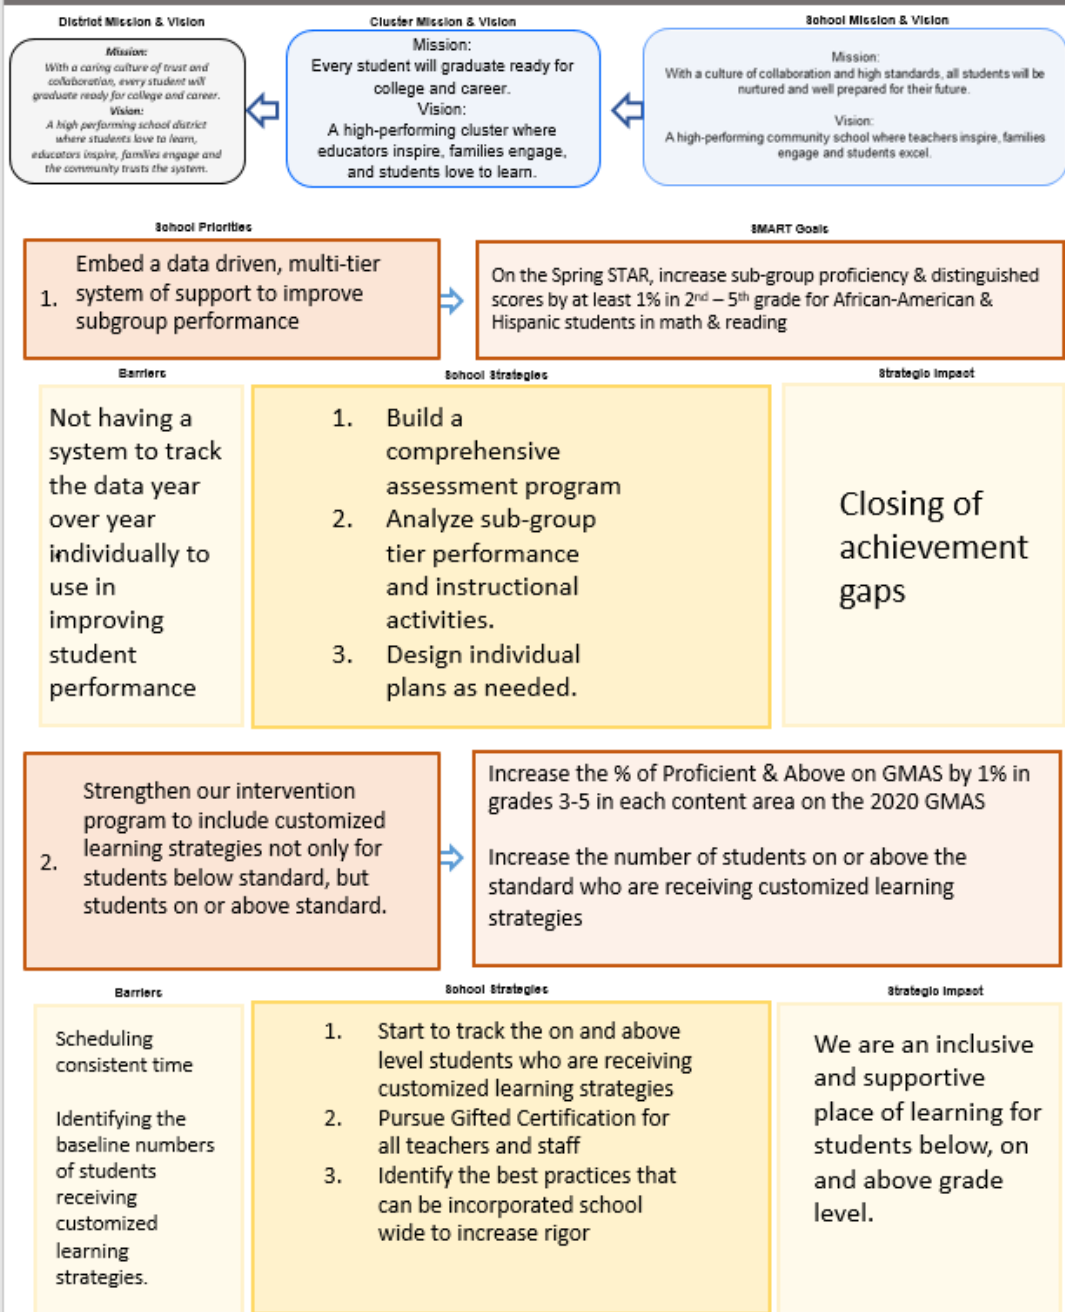 District Mission & Vision
Mission:
With a caring culture of trust and
collaboration, every student will
graduate ready for college and career.
Vision:
A high performing school district
where students love to learn,
educators inspire, families engage and
the community trusts the system.
Cluster Mission & Vision
Mission:
Every student will graduate ready for
college and career.
Vision:
A high-performing cluster where
educators inspire, families engage,
and students love to learn.
School Mission & Vision
Mission:
With a culture of collaboration and high standards, all students will be
nurtured and well prepared for their future.
Vision:
A high-performing community school where teachers inspire, families
engage and students excel.
School Priorities
1. Embed a data driven, multi-tier
system of support to improve
subgroup performance
SMART Goals
On the Spring STAR, increase sub-group proficiency & distinguished
scores by at least 1% in 2nd – 5th grade for African-American &
Hispanic students in math & reading
Barriers
Not having a
system to track
the data year
over year
individually to
use in
improving
student
performance
School Strategies
1. Build a
comprehensive
assessment program
2. Analyze sub-group
tier performance
and instructional
activities.
3. Design individual
plans as needed.
Strategic Impact
Closing of
achievement
gaps
2. Strengthen our intervention
program to include customized
learning strategies not only for
students below standard, but
students on or above standard.
Increase the % of Proficient & Above on GMAS by 1% in
grades 3-5 in each content area on the 2020 GMAS
Increase the number of students on or above the
standard who are receiving customized learning
strategies
Barriers
Scheduling
consistent time
Identifying the
baseline numbers
of students
receiving
customized
learning
strategies.
School Strategies
1. Start to track the on and above
level students who are receiving
customized learning strategies
2. Pursue Gifted Certification for
all teachers and staff
3. Identify the best practices that
can be incorporated school
wide to increase rigor
Strategic Impact
We are an inclusive
and supportive
place of learning for
students below, on
and above grade
level.